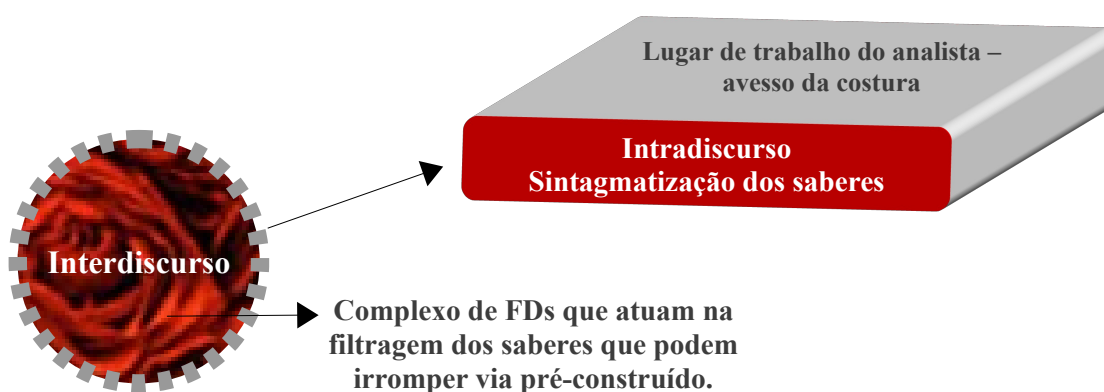 Lugar de trabalho do analista –
avesso da costura
Intradiscurso
Sintagmatização dos saberes
Interdiscurso
Complexo de FDs que atuam na
filtragem dos saberes que podem
irromper via pré-construído.